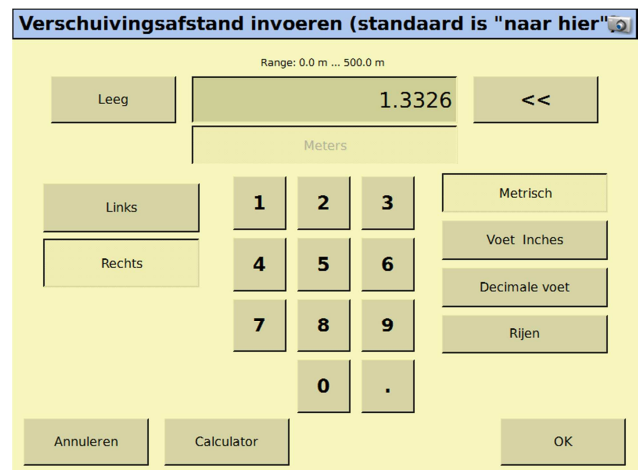 Verschuivingsafstand invoeren (standaard is "naar hier"
Range: 0.0 m ... 500.0 m
Leeg
1.3326
<<
Meters
Links
Rechts
1 2 3
4 5 6
7 8 9
0 .
Metrisch
Voet Inches
Decimale voet
Rijen
Annuleren
Calculator
OK